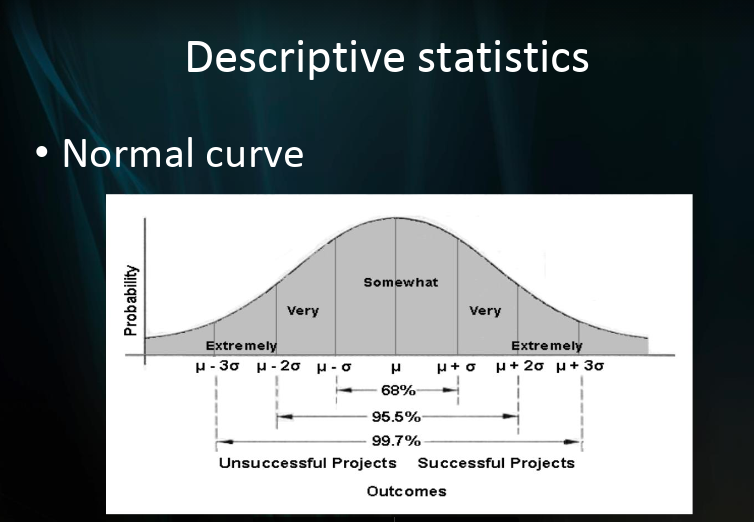 Descriptive statistics
• Normal curve
Probability
Somewhat
Very
Very
Extremely
Extremely
μ - 3σ μ - 2σ μ - σ μ μ + σ μ + 2σ μ + 3σ
68%
95.5%
99.7%
Unsuccessful Projects Successful Projects
Outcomes